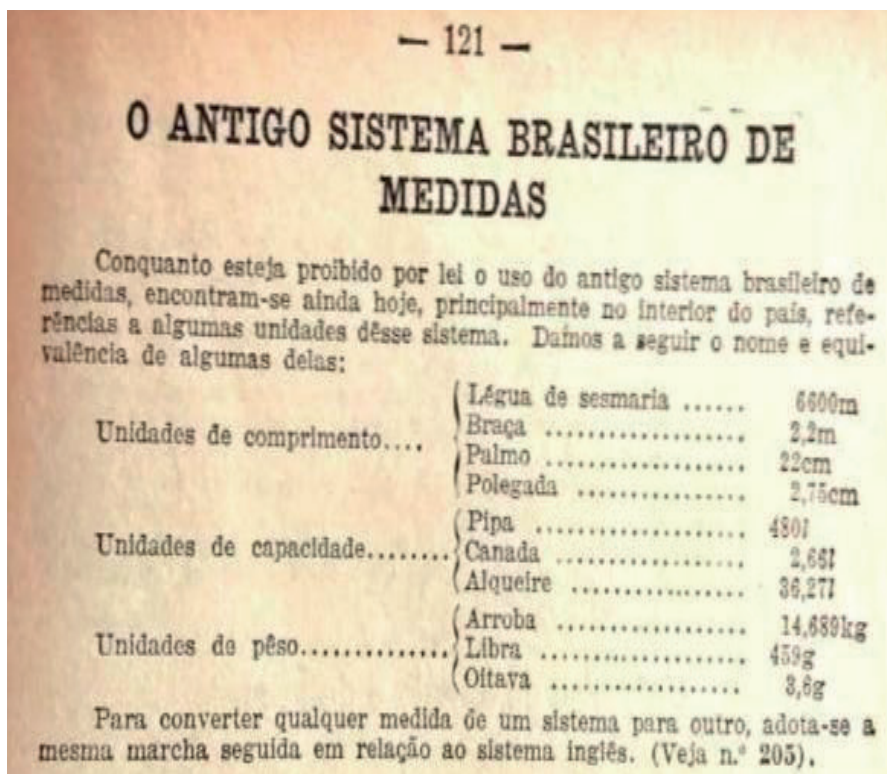 — 121 —
O ANTIGO SISTEMA BRASILEIRO DE
MEDIDAS
Conquanto esteja proibido por lei o uso do antigo sistema brasileiro de
medidas, encontram-se ainda hoje, principalmente no interior do país, refe-
rências a algumas unidades dêsse sistema. Damos a seguir o nome e equi-
valência de algumas delas:
Unidades de comprimento....
Légua de sesmaria ...... 6600m
Braça ................... 2,2m
Palmo ................... 22cm
Polegada ................ 2,75cm
Unidades de capacidade........
Pipa .................... 480l
Canada .................. 2,66l
Alqueire ................. 36,27l
Unidades de pêso..............
Arroba .................. 14,689kg
Libra .................... 459g
Oitava .................. 3,6g
Para converter qualquer medida de um sistema para outro, adota-se a
mesma marcha seguida em relação ao sistema inglês. (Veja n.º 205).